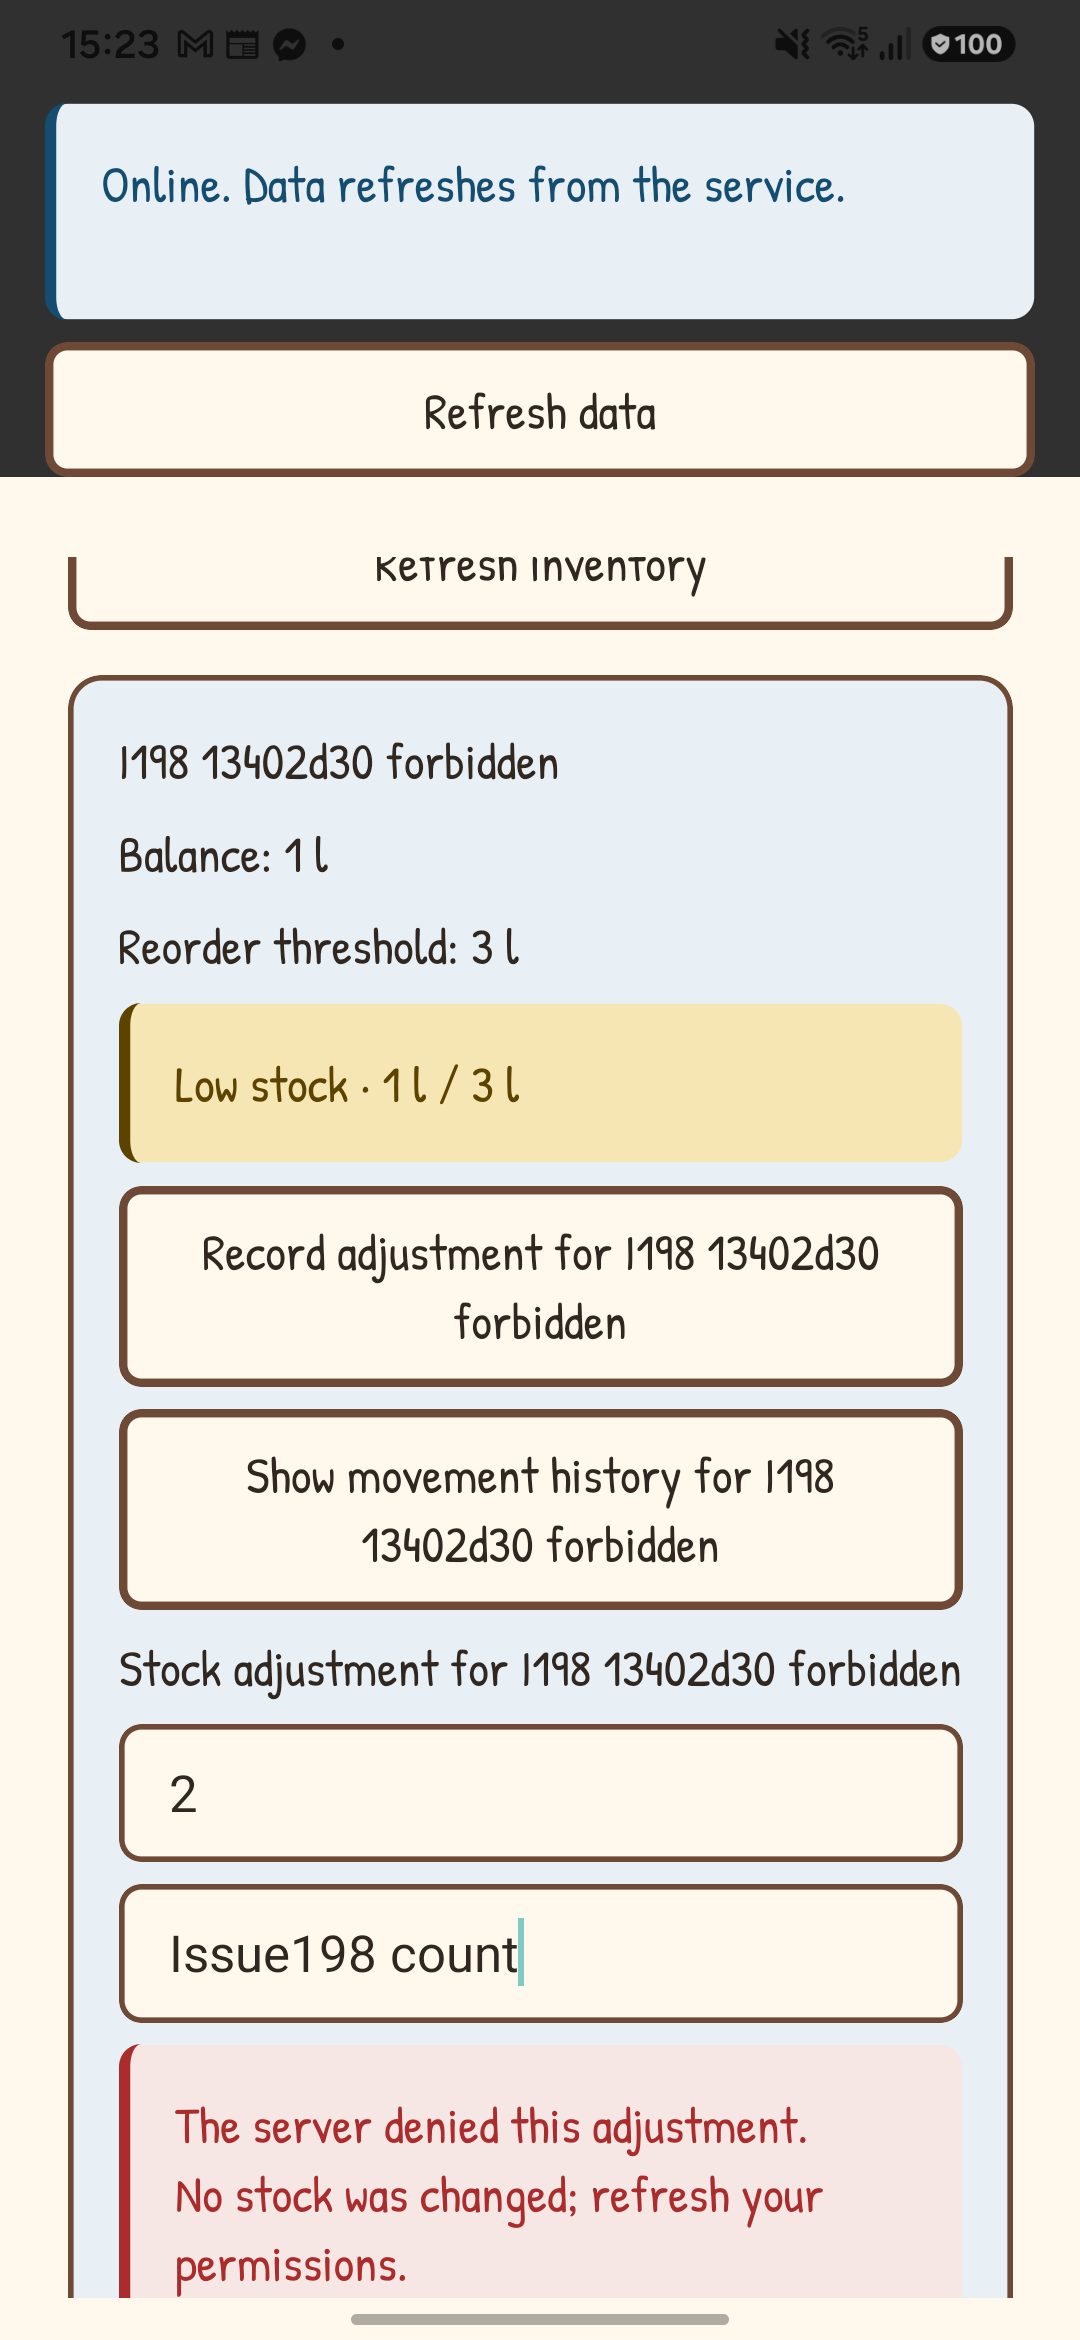 15:23
5
100
Online. Data refreshes from the service.
Refresh data
Refresh inventory
I198 13402d30 forbidden
Balance: 1 l
Reorder threshold: 3 l
Low stock · 1 l / 3 l
Record adjustment for I198 13402d30
forbidden
Show movement history for I198
13402d30 forbidden
Stock adjustment for I198 13402d30 forbidden
2
Issue198 count
The server denied this adjustment.
No stock was changed; refresh your
permissions.